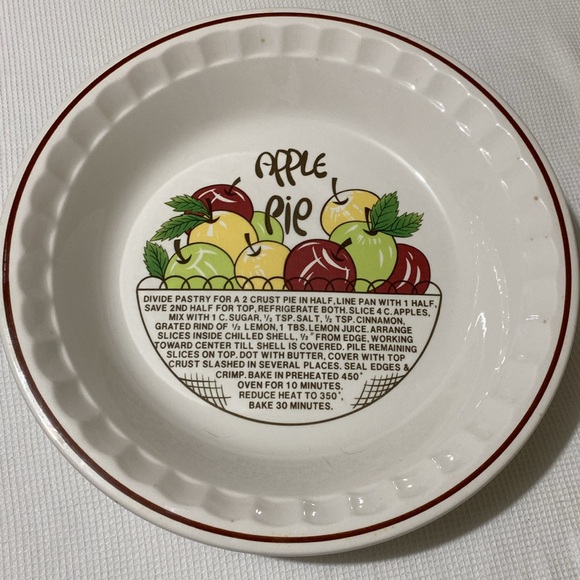 APPLE
PIE
DIVIDE PASTRY FOR A 2 CRUST PIE IN HALF, LINE PAN WITH 1 HALF,
SAVE 2ND HALF FOR TOP, REFRIGERATE BOTH. SLICE 4 C. APPLES,
MIX WITH 1 C. SUGAR, ½ TSP. SALT, ½ TSP. CINNAMON,
GRATED RIND OF ½ LEMON, 1 TBS. LEMON JUICE. ARRANGE
SLICES INSIDE CHILLED SHELL, ½" FROM EDGE, WORKING
TOWARD CENTER TILL SHELL IS COVERED. PILE REMAINING
SLICES ON TOP. DOT WITH BUTTER, COVER WITH TOP
CRUST SLASHED IN SEVERAL PLACES. SEAL EDGES &
CRIMP. BAKE IN PREHEATED 450°
OVEN FOR 10 MINUTES.
REDUCE HEAT TO 350°,
BAKE 30 MINUTES.